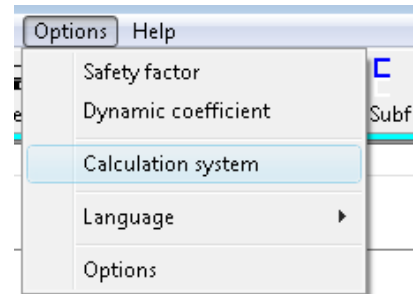 Options Help
Safety factor
Dynamic coefficient
Subf
Calculation system
Language
Options